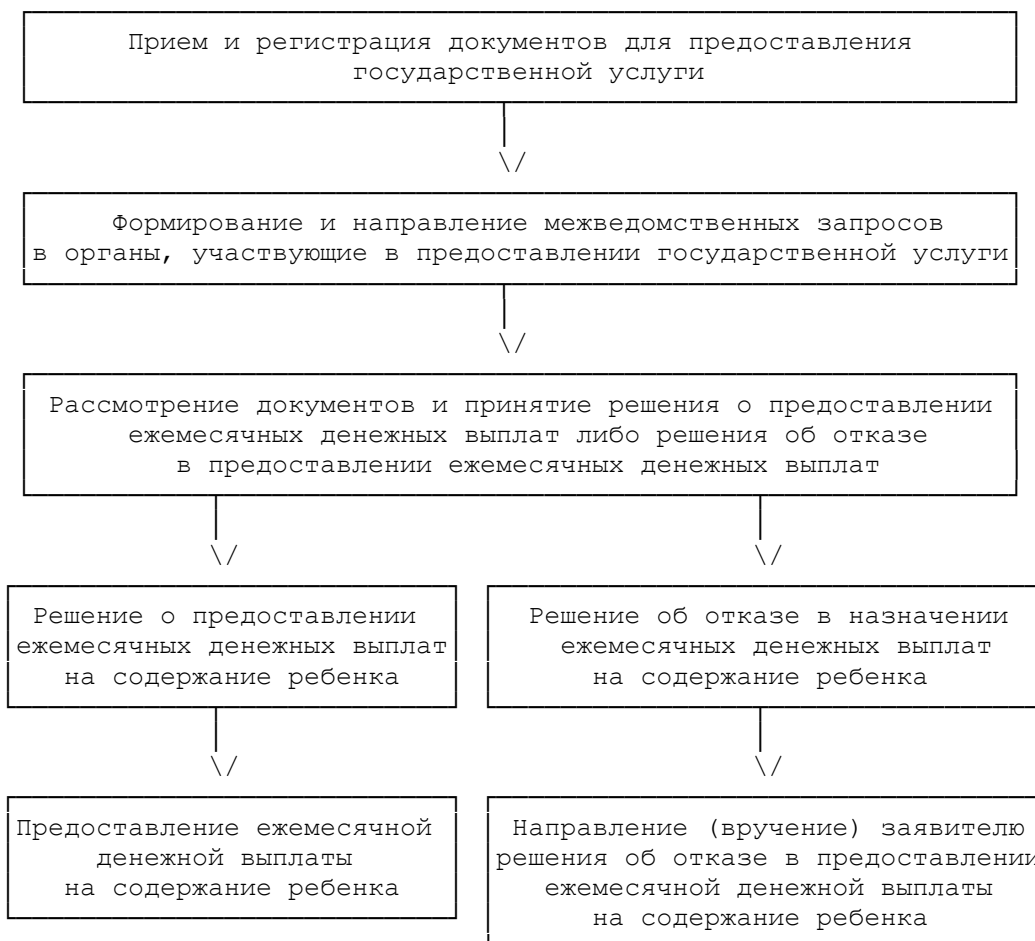 Прием и регистрация документов для предоставления
государственной услуги
\/
Формирование и направление межведомственных запросов
в органы, участвующие в предоставлении государственной услуги
\/
Рассмотрение документов и принятие решения о предоставлении
ежемесячных денежных выплат либо решения об отказе
в предоставлении ежемесячных денежных выплат
\/
\/
Решение о предоставлении
ежемесячных денежных выплат
на содержание ребенка
Решение об отказе в назначении
ежемесячных денежных выплат
на содержание ребенка
\/
\/
Предоставление ежемесячной
денежной выплаты
на содержание ребенка
Направление (вручение) заявителю
решения об отказе в предоставлении
ежемесячной денежной выплаты
на содержание ребенка